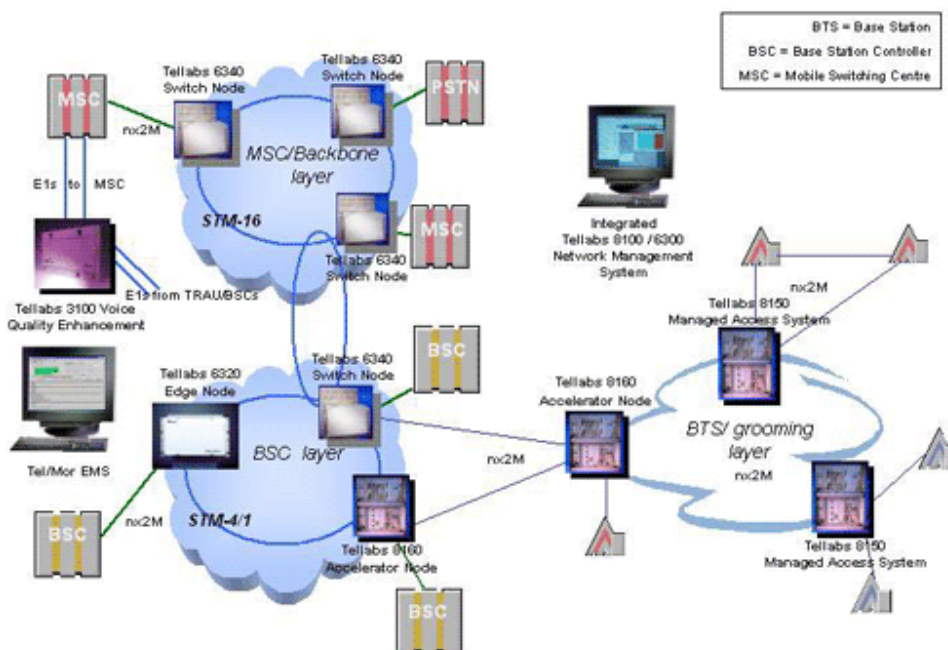 BTS = Base Station
BSC = Base Station Controller
MSC = Mobile Switching Centre
Tellabs 6340
Switch Node
Tellabs 6340
Switch Node
MSC
PSTN
nx2M
MSC/Backbone
layer
E1s to MSC
STM-16
MSC
Tellabs 6340
Switch Node
Integrated
Tellabs 8100 /6300
Network Management
System
E1s from TRAU/BSCs
Tellabs 3100 Voice
Quality Enhancement
nx2M
Tellabs 8150
Managed Access System
BSC
Tellabs 6320
Edge Node
Tellabs 6340
Switch Node
Tellabs 8160
Accelerator Node
BTS/ grooming
layer
nx2M
BSC layer
nx2M
Tel/Mor EMS
nx2M
STM-4/1
BSC
Tellabs 8160
Accelerator Node
Tellabs 8150
Managed Access System
BSC